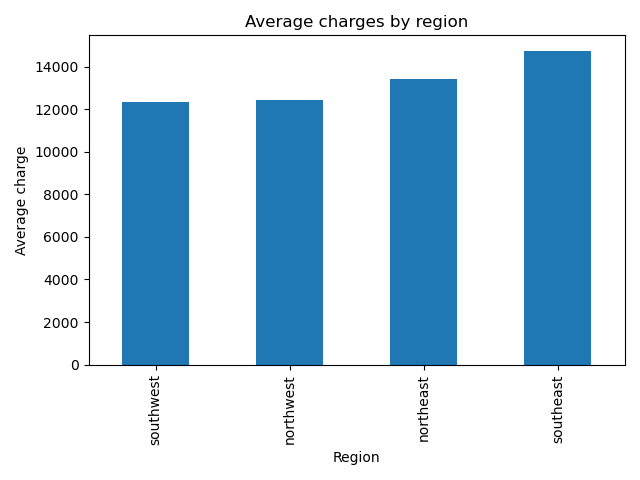 Average charges by region
Average charge
14000
12000
10000
8000
6000
4000
2000
0
southwest
northwest
northeast
southeast
Region